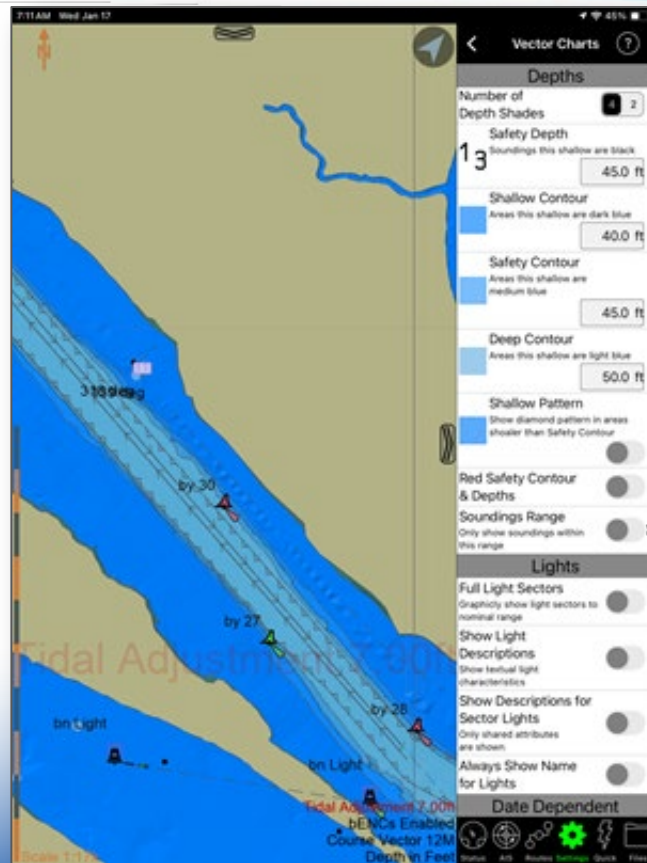 7:11 AM Wed Jan 17
45%
by 30
by 27
Tidal Adjustment 7.00ft
by 28
bn Light
bn Light
Tidal Adjustment 7.00ft
bENCs Enabled
Course Vector 12M
Depth in Feet
Vector Charts ?
Depths
Number of
Depth Shades
4 2
Safety Depth
Soundings this shallow are black
13
45.0 ft
Shallow Contour
Areas this shallow are dark blue
40.0 ft
Safety Contour
Areas this shallow are
medium blue
45.0 ft
Deep Contour
Areas this shallow are light blue
50.0 ft
Shallow Pattern
Show diamond pattern in areas
shoaler than Safety Contour
Red Safety Contour
& Depths
Soundings Range
Only show soundings within
this range
Lights
Full Light Sectors
Graphicly show light sectors to
nominal range
Show Light
Descriptions
Show textual light
characteristics
Show Descriptions for
Sector Lights
Only shared attributes
are shown
Always Show Name
for Lights
Date Dependent
Status AIS Routes Settings Quick Files